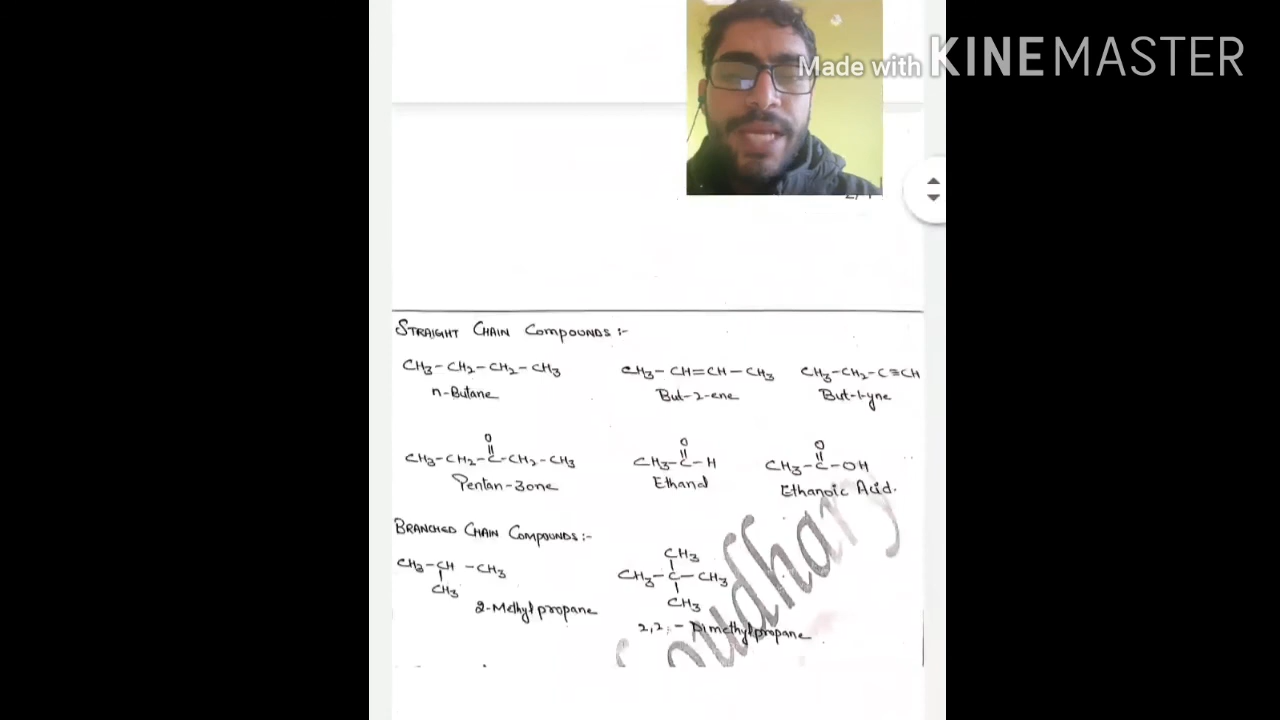 Made with KINEMASTER
STRAIGHT CHAIN COMPOUNDS :-
CH3-CH2-CH2-CH3
n-Butane
CH3-CH=CH-CH3
But-2-ene
CH3-CH2-C≡CH
But-1-yne
O
||
CH3-CH2-C-CH2-CH3
Pentan-3one
O
||
CH3-C-H
Ethanal
O
||
CH3-C-OH
Ethanoic Acid.
BRANCHED CHAIN COMPOUNDS :-
CH3-CH-CH3
|
CH3
2-Methylpropane
CH3
|
CH3-C-CH3
|
CH3
2,2,-Dimethylpropane
oudhary